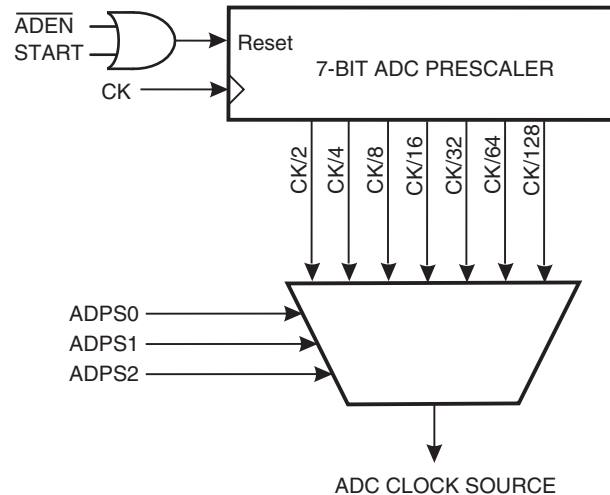 ADEN
START
Reset
7-BIT ADC PRESCALER
CK
CK/2
CK/4
CK/8
CK/16
CK/32
CK/64
CK/128
ADPS0
ADPS1
ADPS2
ADC CLOCK SOURCE